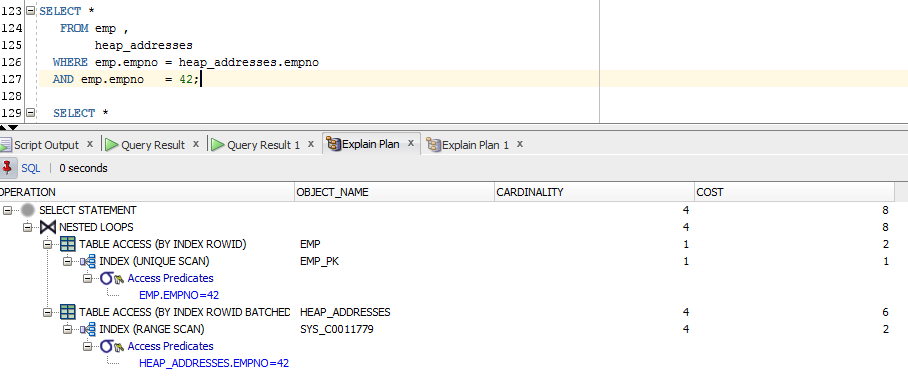 123 SELECT *
124 FROM emp ,
125 heap_addresses
126 WHERE emp.empno = heap_addresses.empno
127 AND emp.empno = 42;
128
129 SELECT *
Script Output x Query Result x Query Result 1 x Explain Plan x Explain Plan 1 x
SQL | 0 seconds
OPERATION OBJECT_NAME CARDINALITY COST
SELECT STATEMENT 4 8
NESTED LOOPS 4 8
TABLE ACCESS (BY INDEX ROWID) EMP 1 2
INDEX (UNIQUE SCAN) EMP_PK 1 1
Access Predicates
EMP.EMPNO=42
TABLE ACCESS (BY INDEX ROWID BATCHED HEAP_ADDRESSES 4 6
INDEX (RANGE SCAN) SYS_C0011779 4 2
Access Predicates
HEAP_ADDRESSES.EMPNO=42